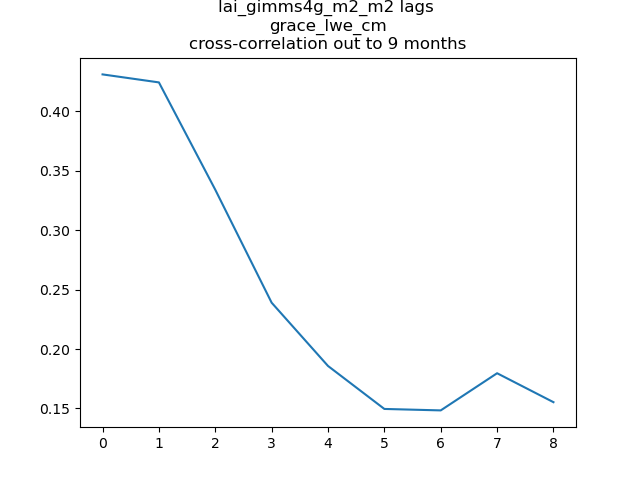 lai_gimms4g_m2_m2 lags
grace_lwe_cm
cross-correlation out to 9 months
0.40
0.35
0.30
0.25
0.20
0.15
0 1 2 3 4 5 6 7 8